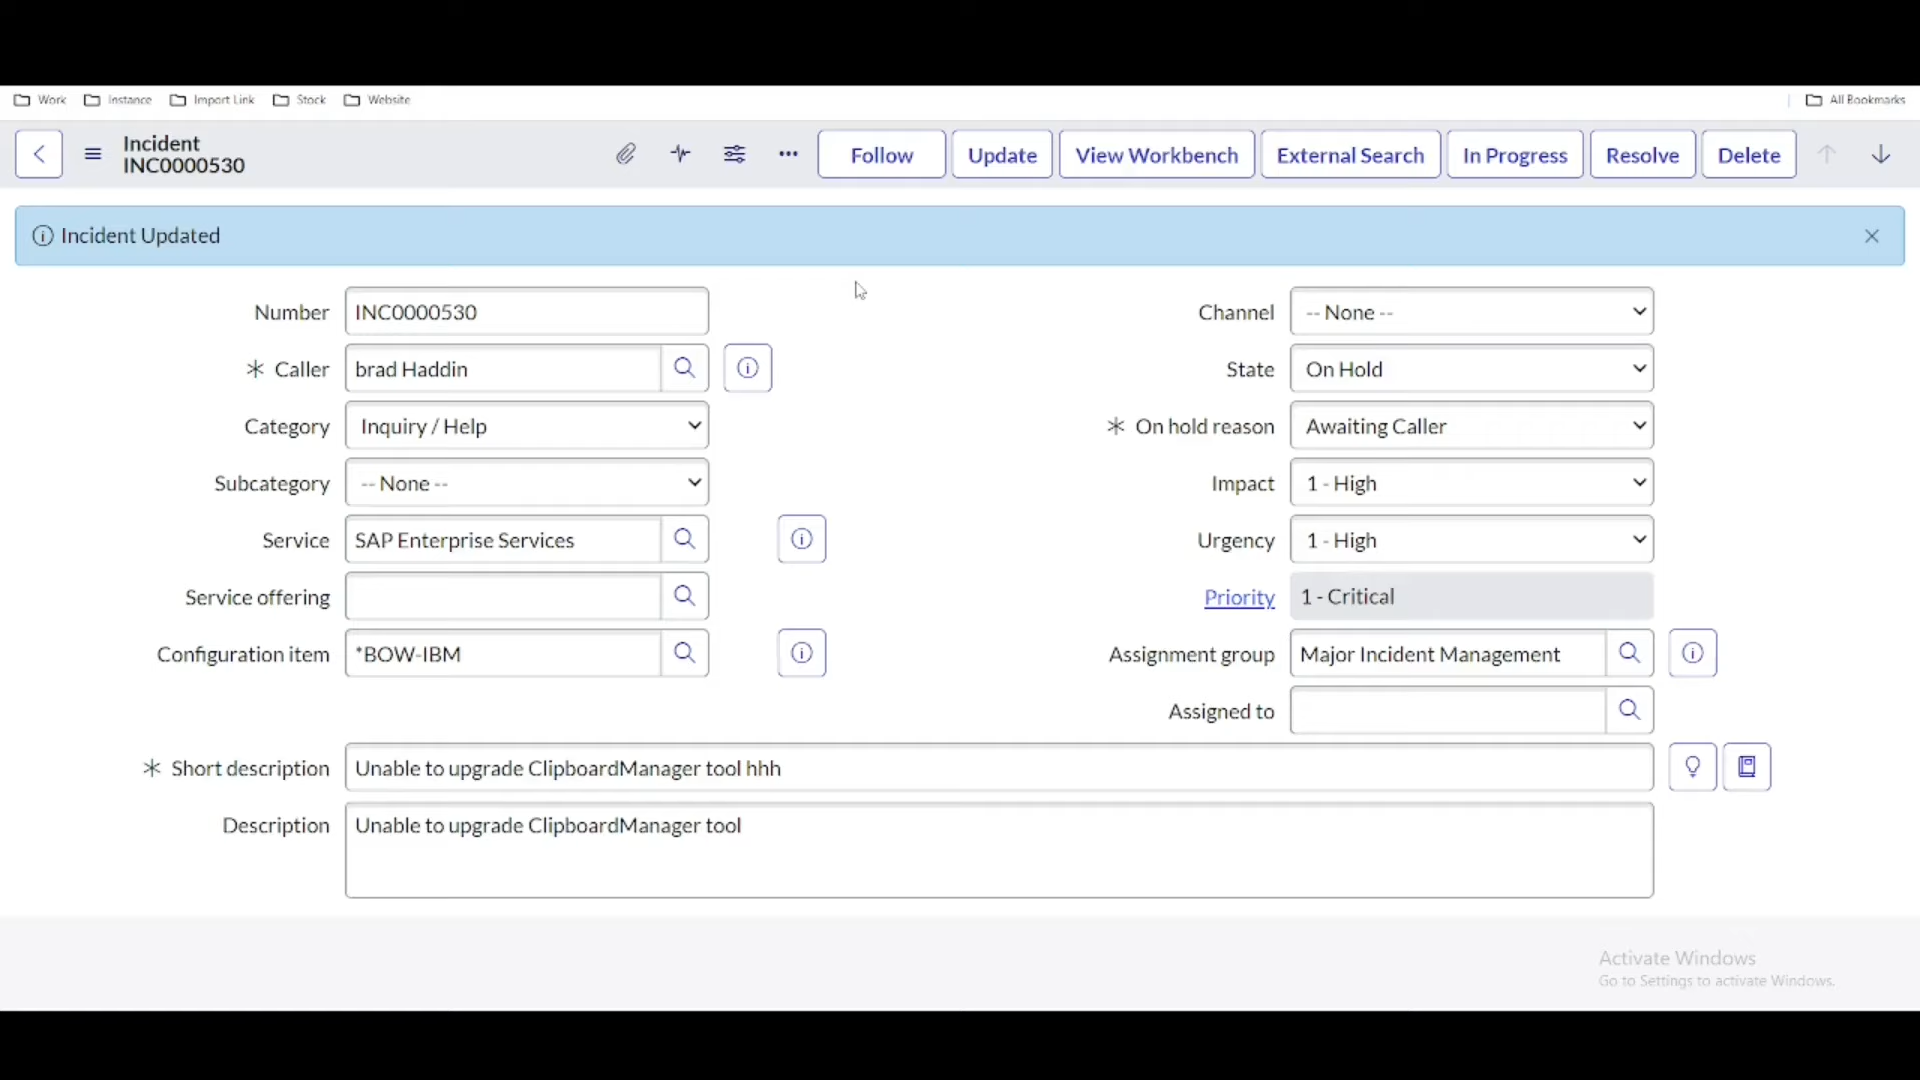 Work Instance Import Link Stock Website All Bookmarks
Incident
INC0000530
Follow Update View Workbench External Search In Progress Resolve Delete
Incident Updated
Number INC0000530 Channel -- None --
* Caller brad Haddin State On Hold
Category Inquiry / Help * On hold reason Awaiting Caller
Subcategory -- None -- Impact 1 - High
Service SAP Enterprise Services Urgency 1 - High
Service offering Priority 1 - Critical
Configuration item *BOW-IBM Assignment group Major Incident Management
Assigned to
* Short description Unable to upgrade ClipboardManager tool hhh
Description Unable to upgrade ClipboardManager tool
Activate Windows
Go to Settings to activate Windows.